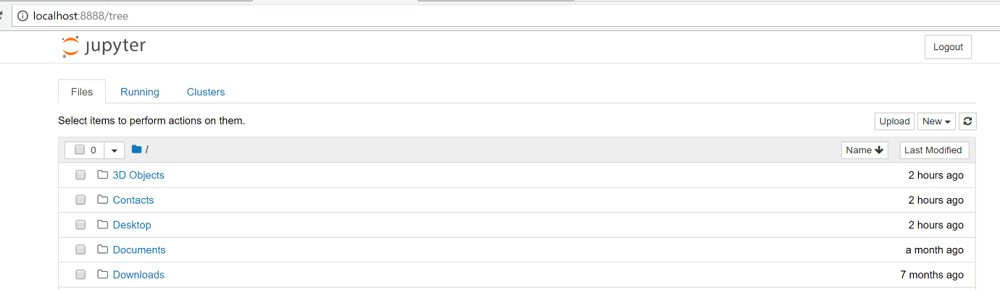 localhost:8888/tree
jupyter
Logout
Files Running Clusters
Select items to perform actions on them.
Upload New
0 / Name Last Modified
3D Objects 2 hours ago
Contacts 2 hours ago
Desktop 2 hours ago
Documents a month ago
Downloads 7 months ago